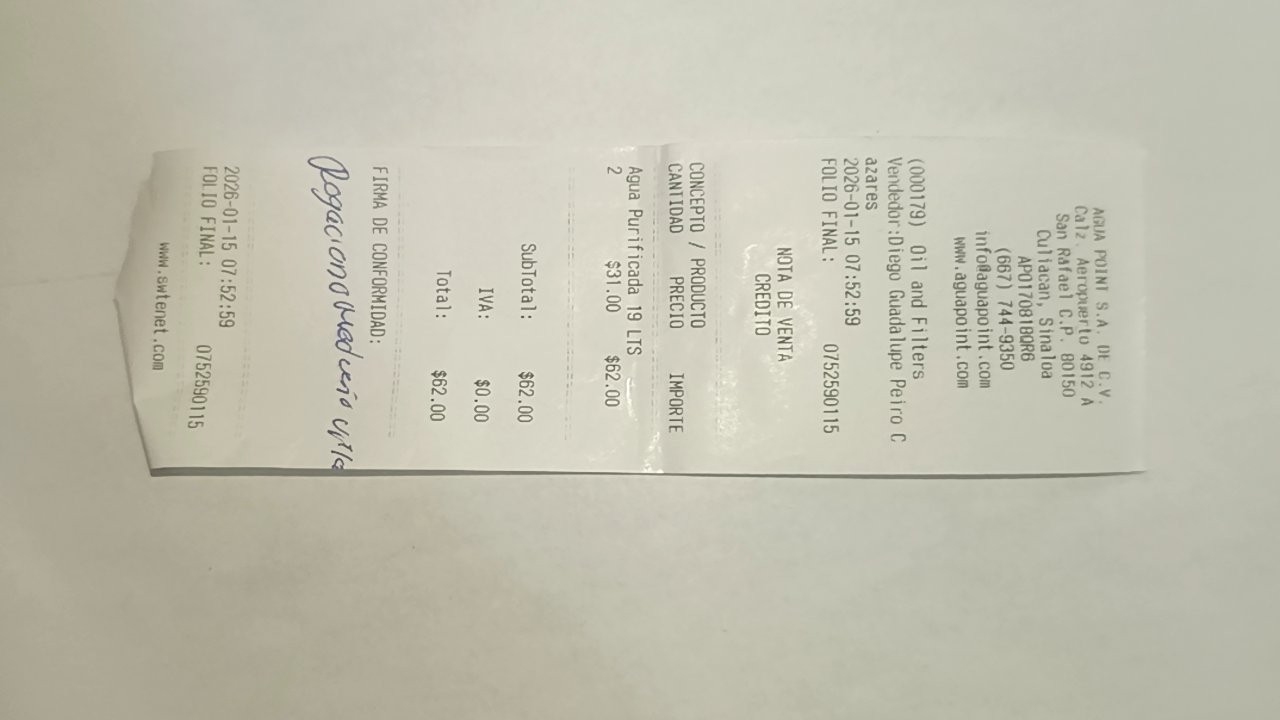 AGUA POINT S.A. DE C.V.
Calz. Aeropuerto 4912 A
San Rafael C.P. 80150
Culiacan, Sinaloa
APO170818QR6
(667) 744-9350
info@aguapoint.com
www.aguapoint.com
(000179) Oil and Filters
Vendedor:Diego Guadalupe Peiro C
azares
2026-01-15 07:52:59
FOLIO FINAL: 0752590115
NOTA DE VENTA
CREDITO
CONCEPTO / PRODUCTO
CANTIDAD PRECIO IMPORTE
Agua Purificada 19 LTS
2 $31.00 $62.00
SubTotal: $62.00
IVA: $0.00
Total: $62.00
FIRMA DE CONFORMIDAD:
2026-01-15 07:52:59
FOLIO FINAL: 0752590115
www.swtenet.com